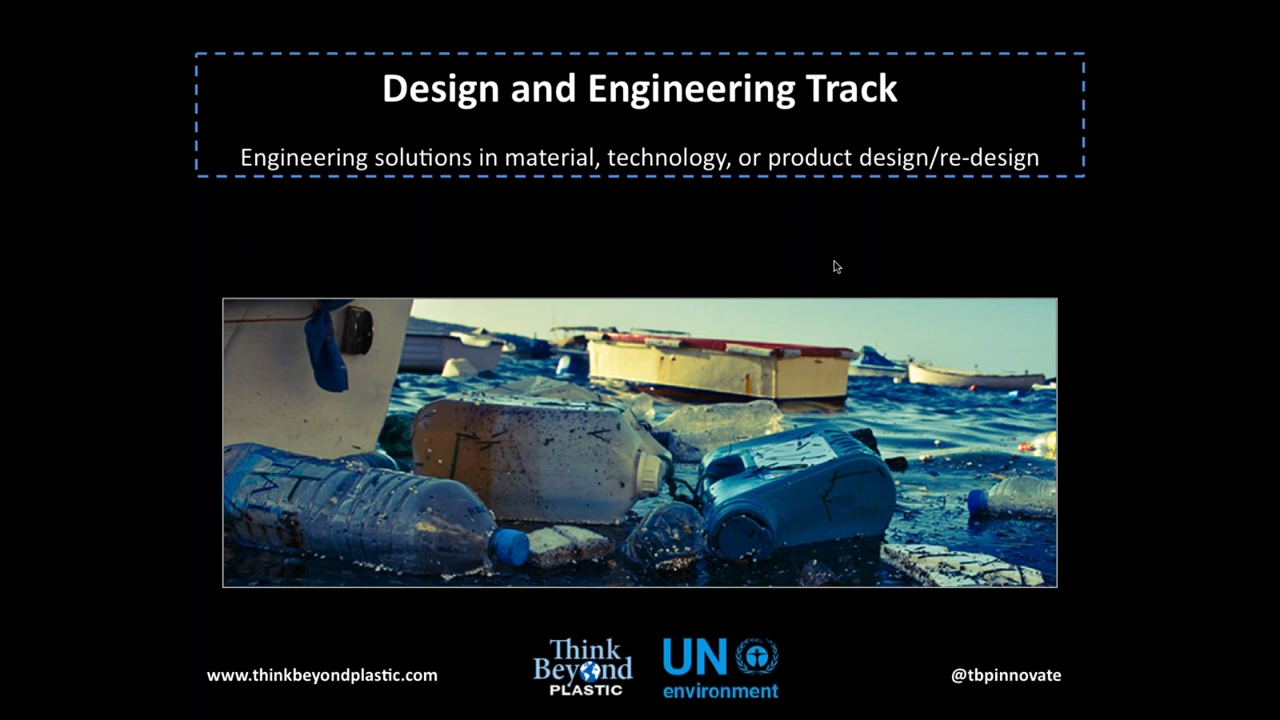 Design and Engineering Track
Engineering solutions in material, technology, or product design/re-design
www.thinkbeyondplastic.com
Think
Beyond
PLASTIC
UN
environment
@tbpinnovate